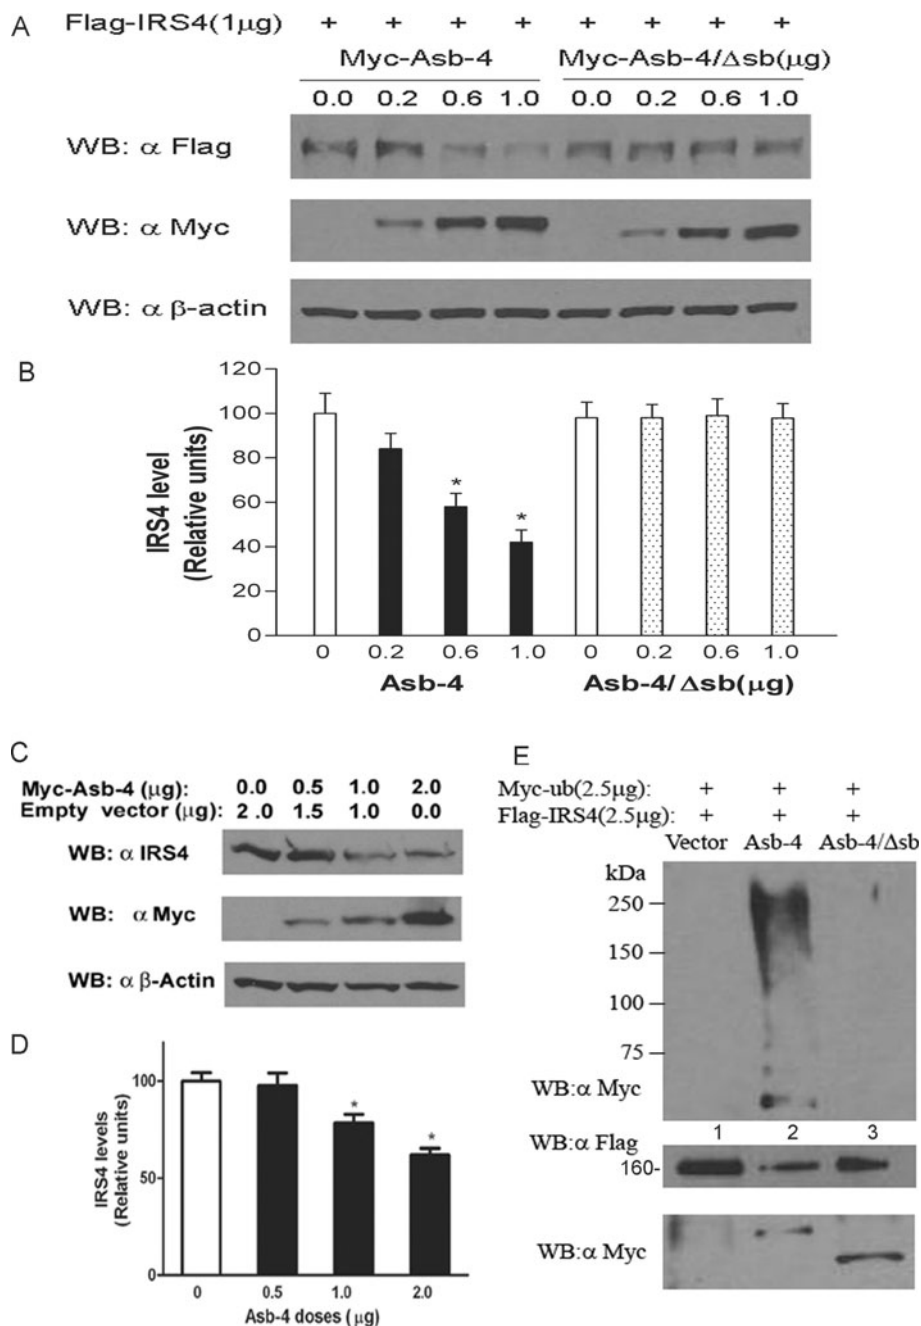 A
Flag-IRS4(1μg) + + + + + + + +
Myc-Asb-4 Myc-Asb-4/Δsb(μg)
0.0 0.2 0.6 1.0 0.0 0.2 0.6 1.0
WB: α Flag
WB: α Myc
WB: α β-actin
B
120
100
80
60
40
20
0
IRS4 level
(Relative units)
* *
0 0.2 0.6 1.0 0 0.2 0.6 1.0
Asb-4 Asb-4/Δsb(μg)
C
Myc-Asb-4 (μg): 0.0 0.5 1.0 2.0
Empty vector (μg): 2.0 1.5 1.0 0.0
WB: α IRS4
WB: α Myc
WB: α β-Actin
D
100
50
0
IRS4 levels
(Relative units)
* *
0 0.5 1.0 2.0
Asb-4 doses (μg)
E
Myc-ub(2.5μg): + + +
Flag-IRS4(2.5μg): + + +
Vector Asb-4 Asb-4/Δsb
kDa
250
150
100
75
WB:α Myc
1 2 3
WB:α Flag
160-
WB:α Myc